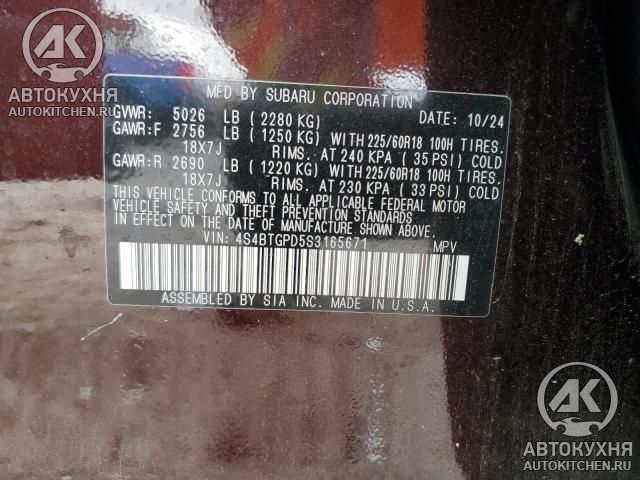 АК
АВТОКУХНЯ
AUTOKITCHEN.RU
MFD BY SUBARU CORPORATION
GVWR: 5026 LB ( 2280 KG) DATE: 10/24
GAWR:F 2756 LB ( 1250 KG) WITH 225/60R18 100H TIRES.
18X7J RIMS. AT 240 KPA ( 35 PSI) COLD
GAWR:R 2690 LB ( 1220 KG) WITH 225/60R18 100H TIRES.
18X7J RIMS. AT 230 KPA ( 33 PSI) COLD
THIS VEHICLE CONFORMS TO ALL APPLICABLE FEDERAL MOTOR
VEHICLE SAFETY AND THEFT PREVENTION STANDARDS
IN EFFECT ON THE DATE OF MANUFACTURE SHOWN ABOVE.
VIN: 4S4BTGPD5S3165671 MPV
ASSEMBLED BY SIA INC. MADE IN U.S.A.
АК
АВТОКУХНЯ
AUTOKITCHEN.RU